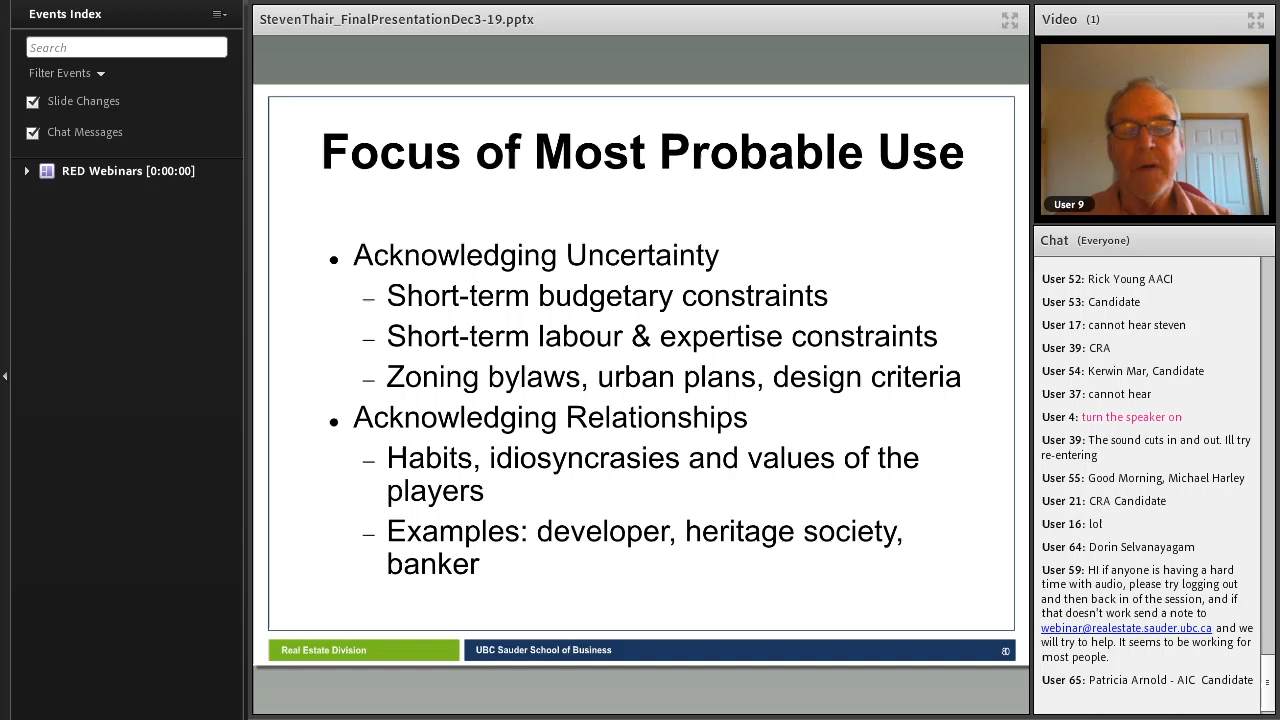 Events Index
Search
Filter Events
Slide Changes
Chat Messages
RED Webinars [0:00:00]
StevenThair_FinalPresentationDec3-19.pptx
Focus of Most Probable Use
• Acknowledging Uncertainty
– Short-term budgetary constraints
– Short-term labour & expertise constraints
– Zoning bylaws, urban plans, design criteria
• Acknowledging Relationships
– Habits, idiosyncrasies and values of the
players
– Examples: developer, heritage society,
banker
Real Estate Division
UBC Sauder School of Business
80
Video (1)
User 9
Chat (Everyone)
User 52: Rick Young AACI
User 53: Candidate
User 17: cannot hear steven
User 39: CRA
User 54: Kerwin Mar, Candidate
User 37: cannot hear
User 4: turn the speaker on
User 39: The sound cuts in and out. Ill try
re-entering
User 55: Good Morning, Michael Harley
User 21: CRA Candidate
User 16: lol
User 64: Dorin Selvanayagam
User 59: HI if anyone is having a hard
time with audio, please try logging out
and then back in of the session, and if
that doesn't work send a note to
webinar@realestate.sauder.ubc.ca and we
will try to help. It seems to be working for
most people.
User 65: Patricia Arnold - AIC Candidate